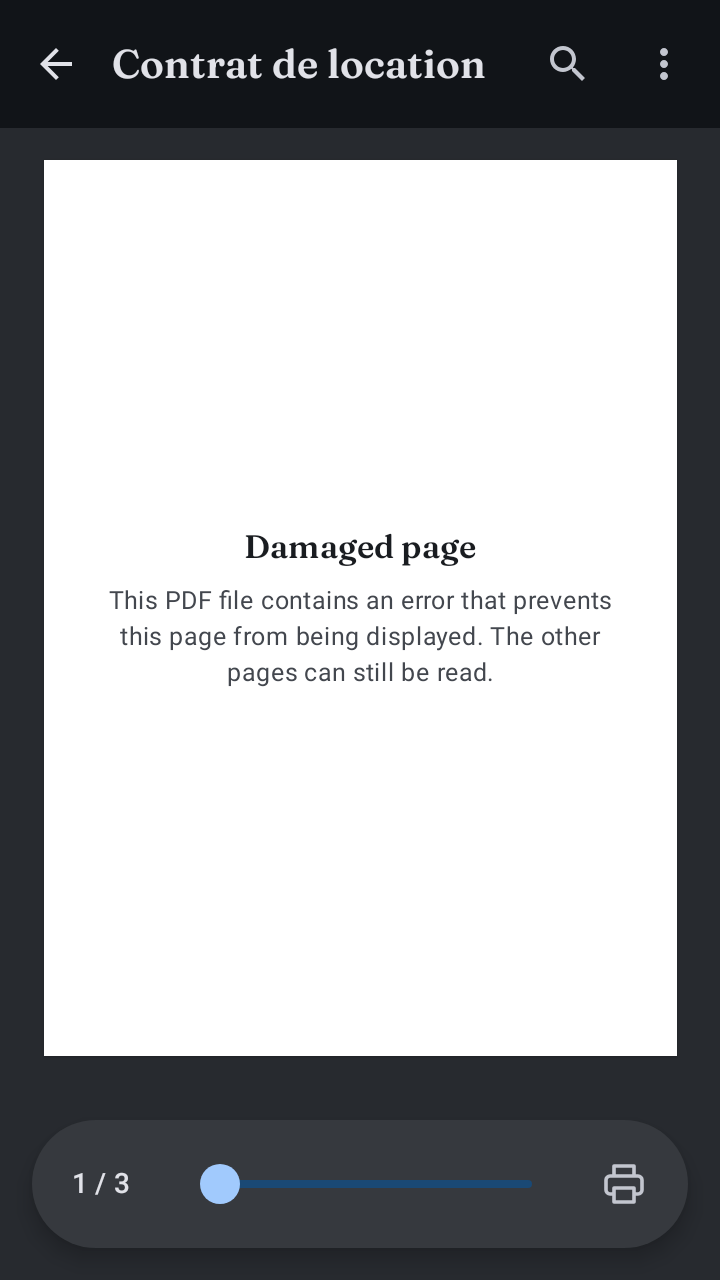 Contrat de location
Damaged page
This PDF file contains an error that prevents
this page from being displayed. The other
pages can still be read.
1 / 3